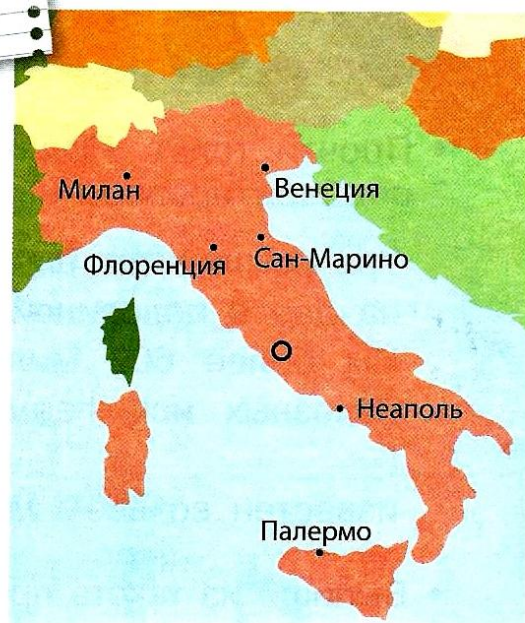 Милан
Венеция
Флоренция
Сан-Марино
Неаполь
Палермо